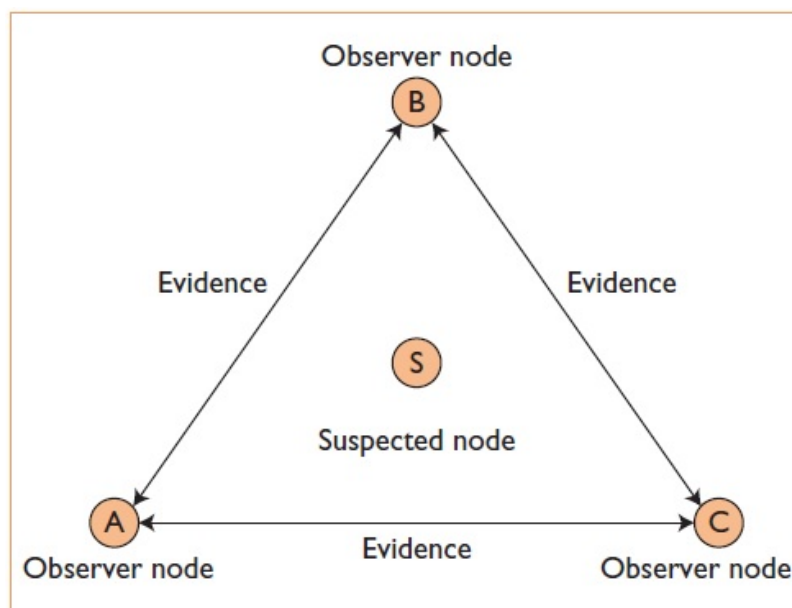 Observer node
B
Evidence
Evidence
S
Suspected node
A
C
Evidence
Observer node
Observer node